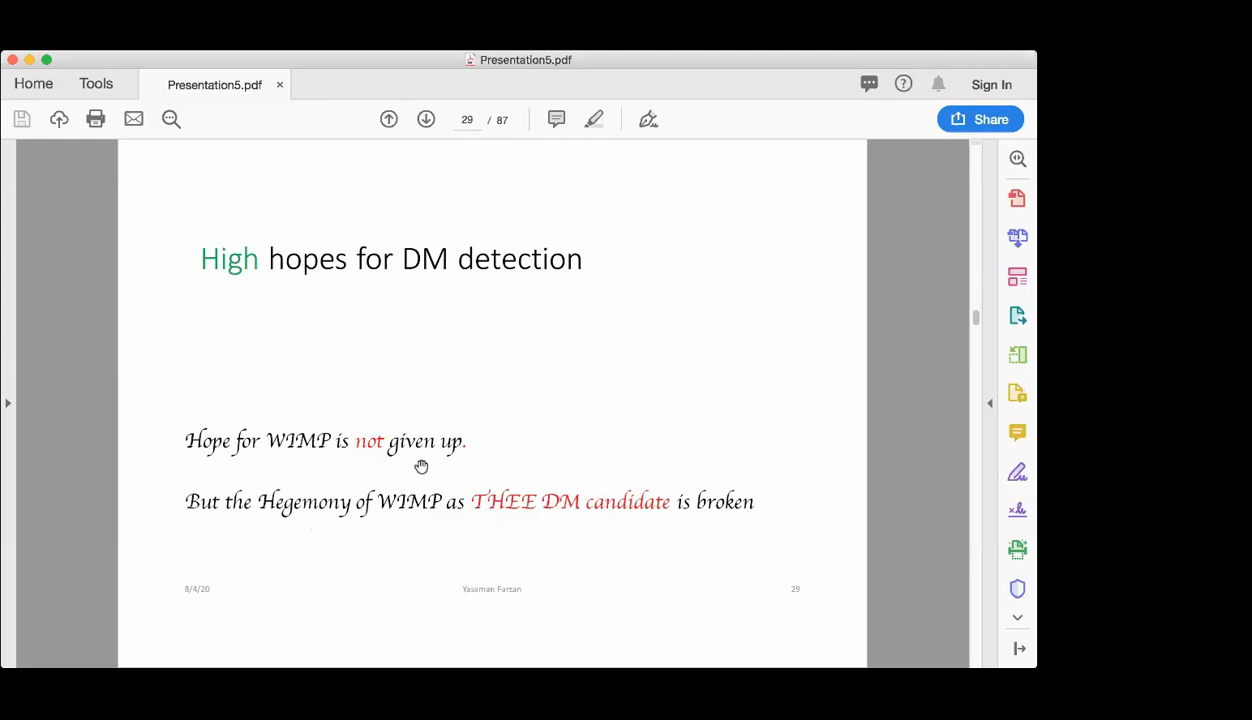 Presentation5.pdf
Home Tools Presentation5.pdf × Sign In
29 / 87 Share
High hopes for DM detection
Hope for WIMP is not given up.
But the Hegemony of WIMP as THEE DM candidate is broken
8/4/20 Yasaman Farzan 29